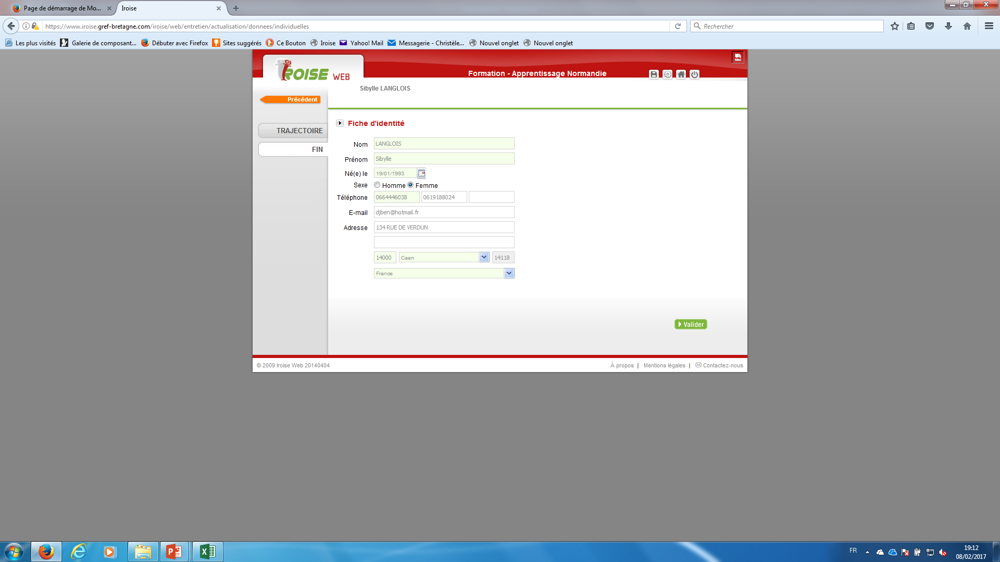 Page de démarrage de Mo...
Iroise
https://www.iroise.gref-bretagne.com/iroise/web/entretien/actualisation/donnees/individuelles
Rechercher
Les plus visités
Galerie de composant...
Débuter avec Firefox
Sites suggérés
Ce Bouton
Iroise
Yahoo! Mail
Messagerie - Christèle...
Nouvel onglet
Nouvel onglet
IROISE WEB
Formation - Apprentissage Normandie
Sibylle LANGLOIS
Précédent
TRAJECTOIRE
FIN
Fiche d'identité
Nom LANGLOIS
Prénom Sibylle
Né(e) le 19/01/1993
Sexe Homme Femme
Téléphone 0664446038 0619188024
E-mail djben@hotmail.fr
Adresse 134 RUE DE VERDUN
14000 Caen 14118
France
Valider
© 2009 Iroise Web 20140404
À propos | Mentions légales | Contactez-nous
FR
19:12
08/02/2017